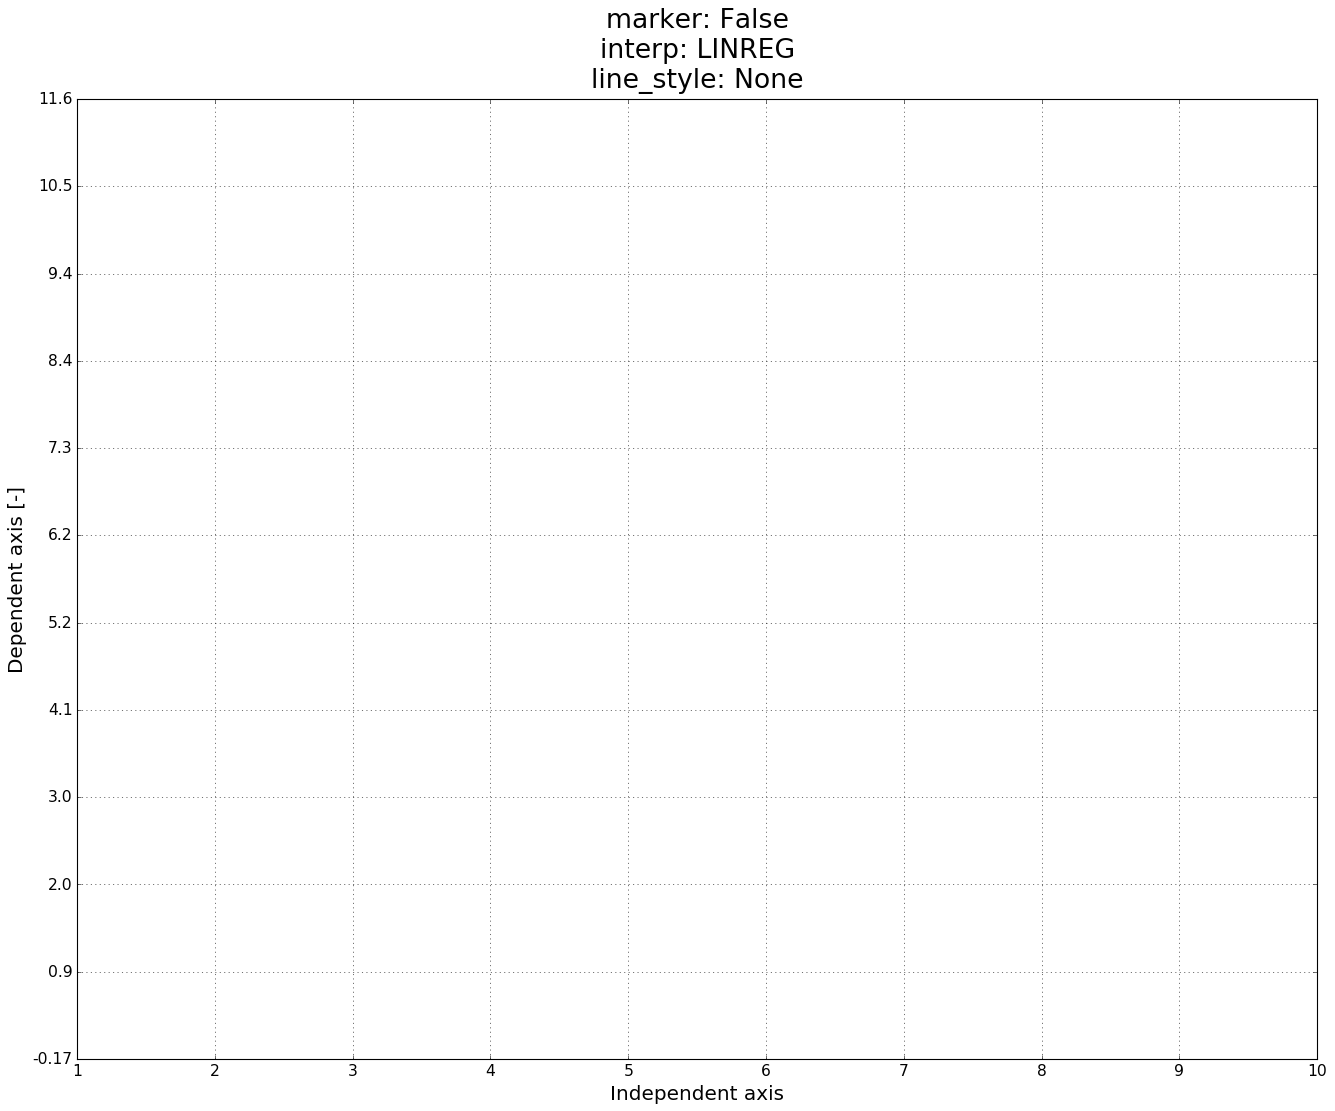 marker: False
interp: LINREG
line_style: None
11.6
10.5
9.4
8.4
7.3
6.2
5.2
4.1
3.0
2.0
0.9
-0.17
Dependent axis [-]
1 2 3 4 5 6 7 8 9 10
Independent axis